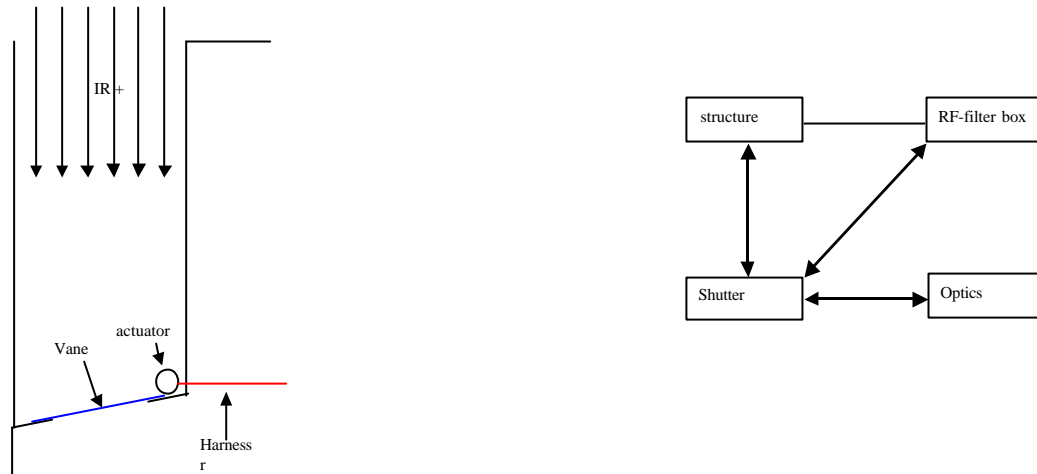 IR +
actuator
Vane
Harness
r
structure
RF-filter box
Shutter
Optics